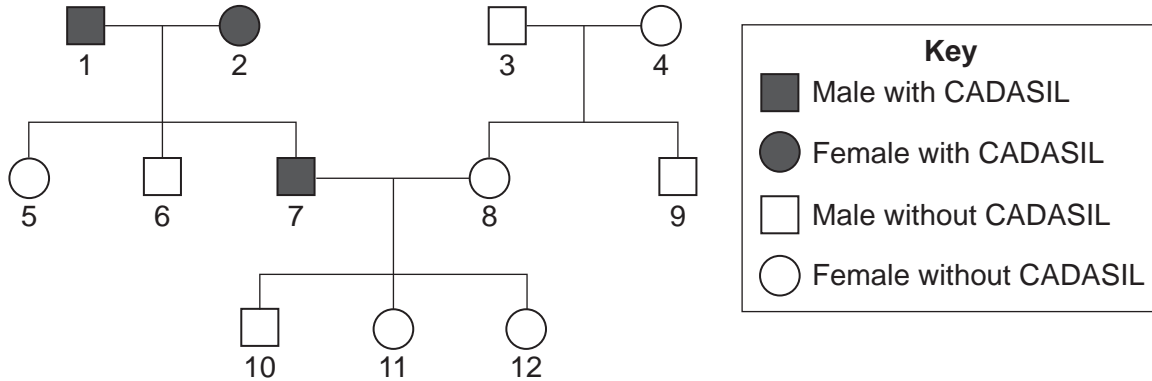 1
2
3
4
5
6
7
8
9
10
11
12
Key
Male with CADASIL
Female with CADASIL
Male without CADASIL
Female without CADASIL